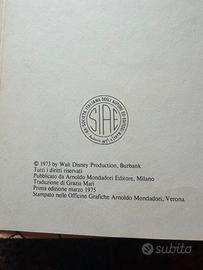 SIAE
© 1973 by Walt Disney Production, Burbank
Tutti i diritti riservati
Pubblicato da Arnoldo Mondadori Editore, Milano
Traduzione di Grazia Mari
Prima edizione marzo 1975
Stampato nelle Officine Grafiche Arnoldo Mondadori, Verona
subito